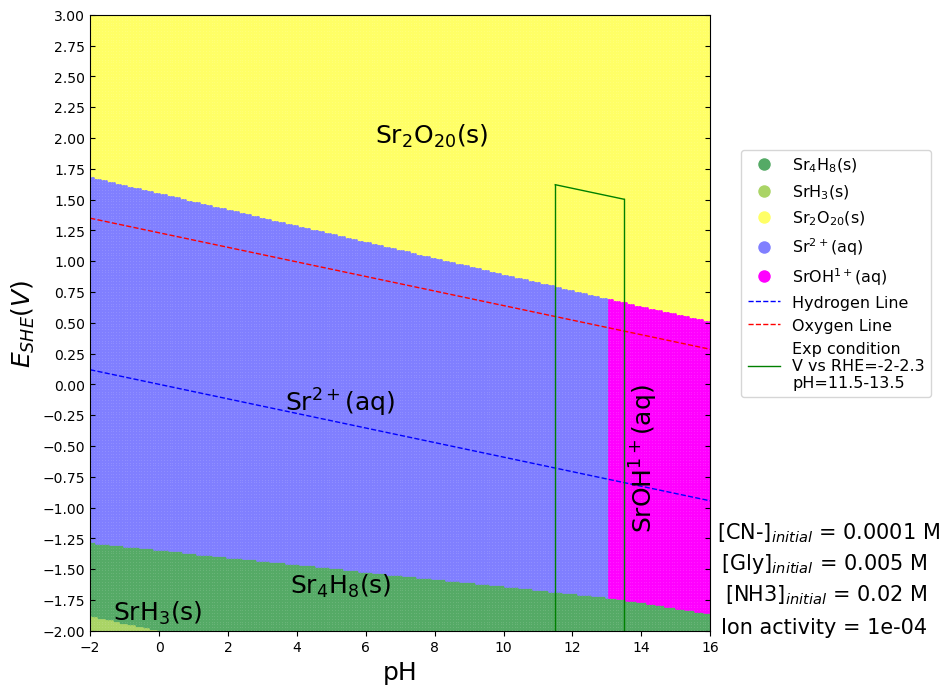 3.00
2.75
2.50
2.25
2.00
1.75
1.50
1.25
1.00
0.75
0.50
0.25
0.00
−0.25
−0.50
−0.75
−1.00
−1.25
−1.50
−1.75
−2.00
E_SHE(V)
−2 0 2 4 6 8 10 12 14 16
pH
Sr₂O₂₀(s)
Sr²⁺(aq)
SrOH¹⁺(aq)
Sr₄H₈(s)
SrH₃(s)
Sr₄H₈(s)
SrH₃(s)
Sr₂O₂₀(s)
Sr²⁺(aq)
SrOH¹⁺(aq)
Hydrogen Line
Oxygen Line
Exp condition
V vs RHE=-2-2.3
pH=11.5-13.5
[CN-]initial = 0.0001 M
[Gly]initial = 0.005 M
[NH3]initial = 0.02 M
Ion activity = 1e-04